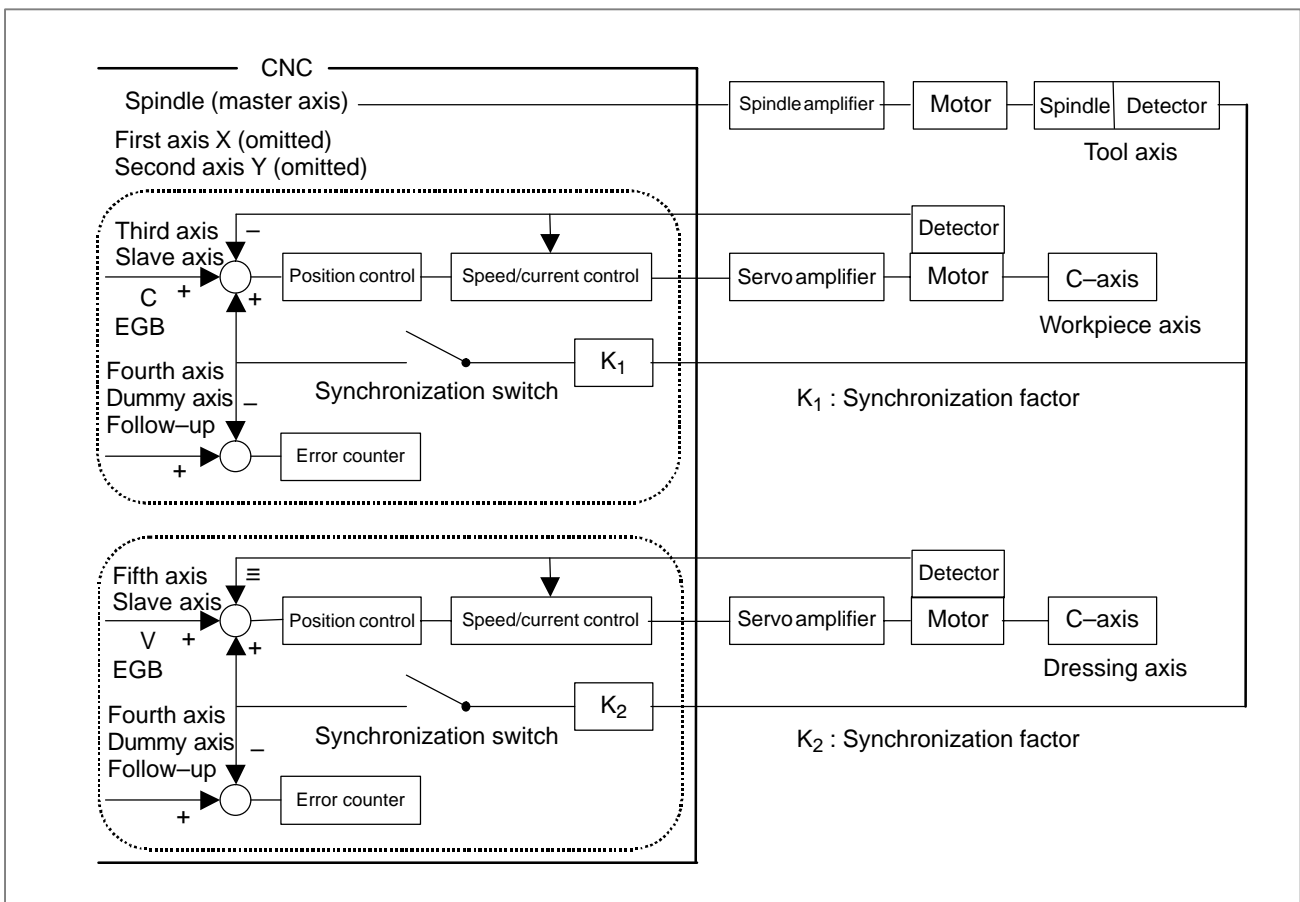 CNC
Spindle (master axis)
Spindle amplifier
Motor
Spindle
Detector
Tool axis
First axis X (omitted)
Second axis Y (omitted)
Third axis
Slave axis
–
+
C
+
EGB
Position control
Speed/current control
Servo amplifier
Detector
Motor
C–axis
Workpiece axis
Fourth axis
Dummy axis
Follow–up
–
+
Synchronization switch
K1
K1 : Synchronization factor
Error counter
Fifth axis
Slave axis
≡
+
V
+
EGB
Position control
Speed/current control
Servo amplifier
Detector
Motor
C–axis
Dressing axis
Fourth axis
Dummy axis
Follow–up
–
+
Synchronization switch
K2
K2 : Synchronization factor
Error counter